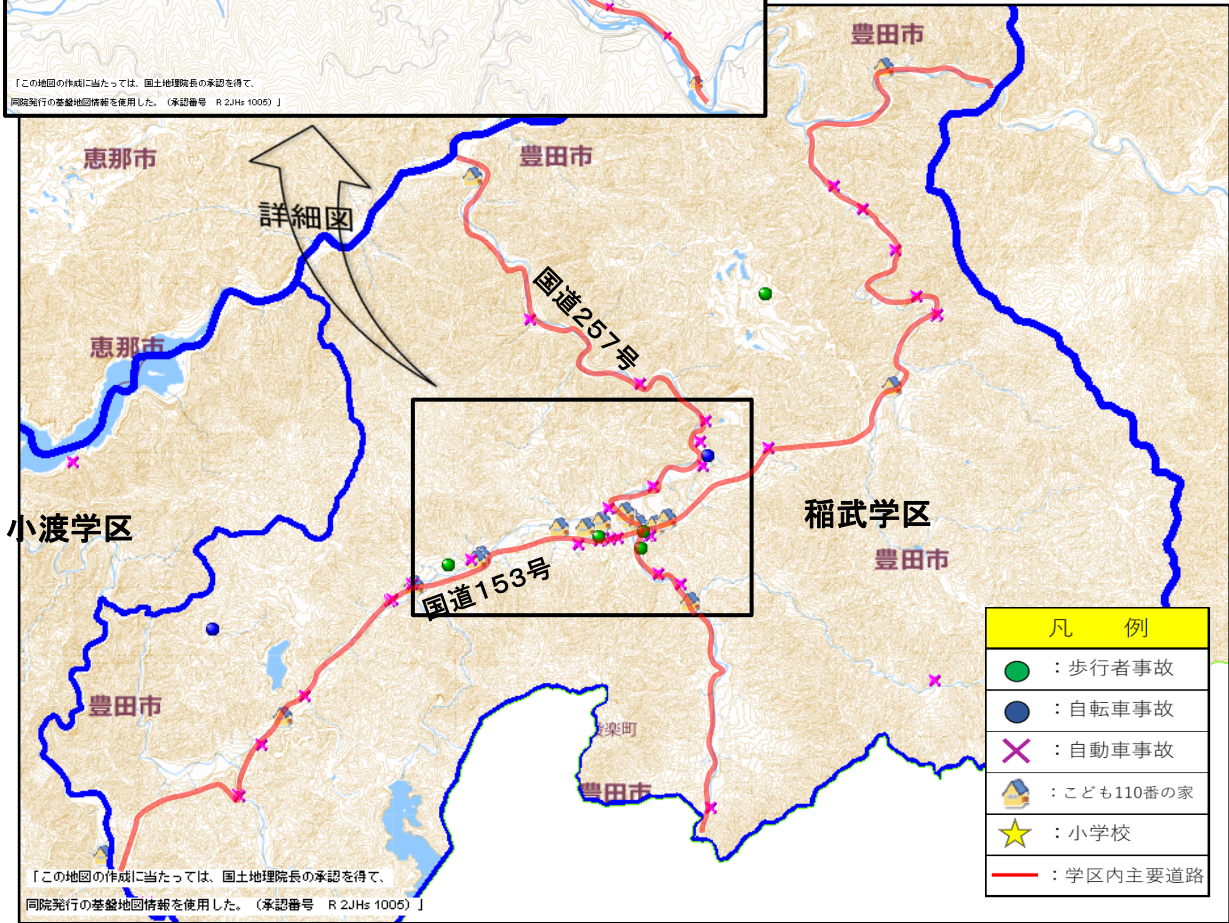 「この地図の作成に当たっては、国土地理院長の承認を得て、
同院発行の基盤地図情報を使用した。（承認番号　R 2JHs 1005）」
豊田市
恵那市
豊田市
詳細図
国道257号
恵那市
小渡学区
稲武学区
豊田市
国道153号
豊田市
楽町
豊田市
凡　例
：歩行者事故
：自転車事故
：自動車事故
：こども110番の家
：小学校
：学区内主要道路
「この地図の作成に当たっては、国土地理院長の承認を得て、
同院発行の基盤地図情報を使用した。（承認番号　R 2JHs 1005）」